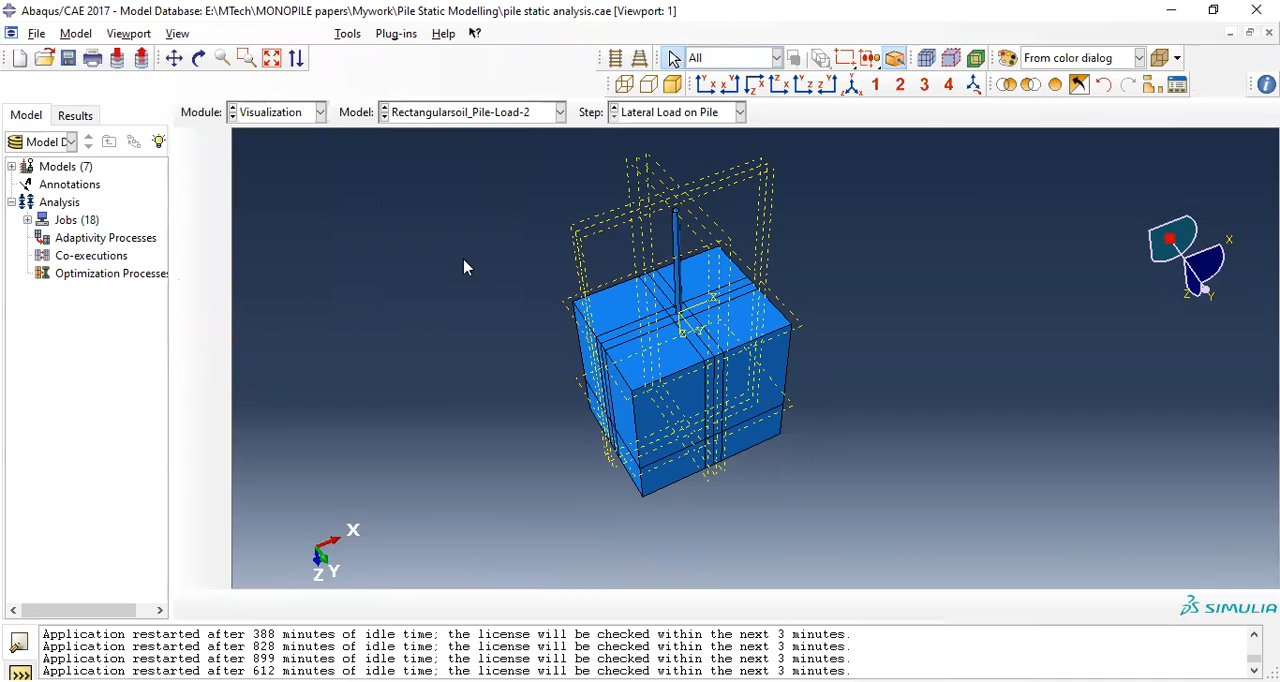 Abaqus/CAE 2017 - Model Database: E:\MTech\MONOPILE papers\Mywork\Pile Static Modelling\pile static analysis.cae [Viewport: 1]
File Model Viewport View Tools Plug-ins Help
All
From color dialog
1 2 3 4
Model Results Module: Visualization Model: Rectangularsoil_Pile-Load-2 Step: Lateral Load on Pile
Model D
Models (7)
Annotations
Analysis
Jobs (18)
Adaptivity Processes
Co-executions
Optimization Processes
X
Z Y
X
Z Y
SIMULIA
Application restarted after 388 minutes of idle time; the license will be checked within the next 3 minutes.
Application restarted after 828 minutes of idle time; the license will be checked within the next 3 minutes.
Application restarted after 899 minutes of idle time; the license will be checked within the next 3 minutes.
Application restarted after 612 minutes of idle time; the license will be checked within the next 3 minutes.